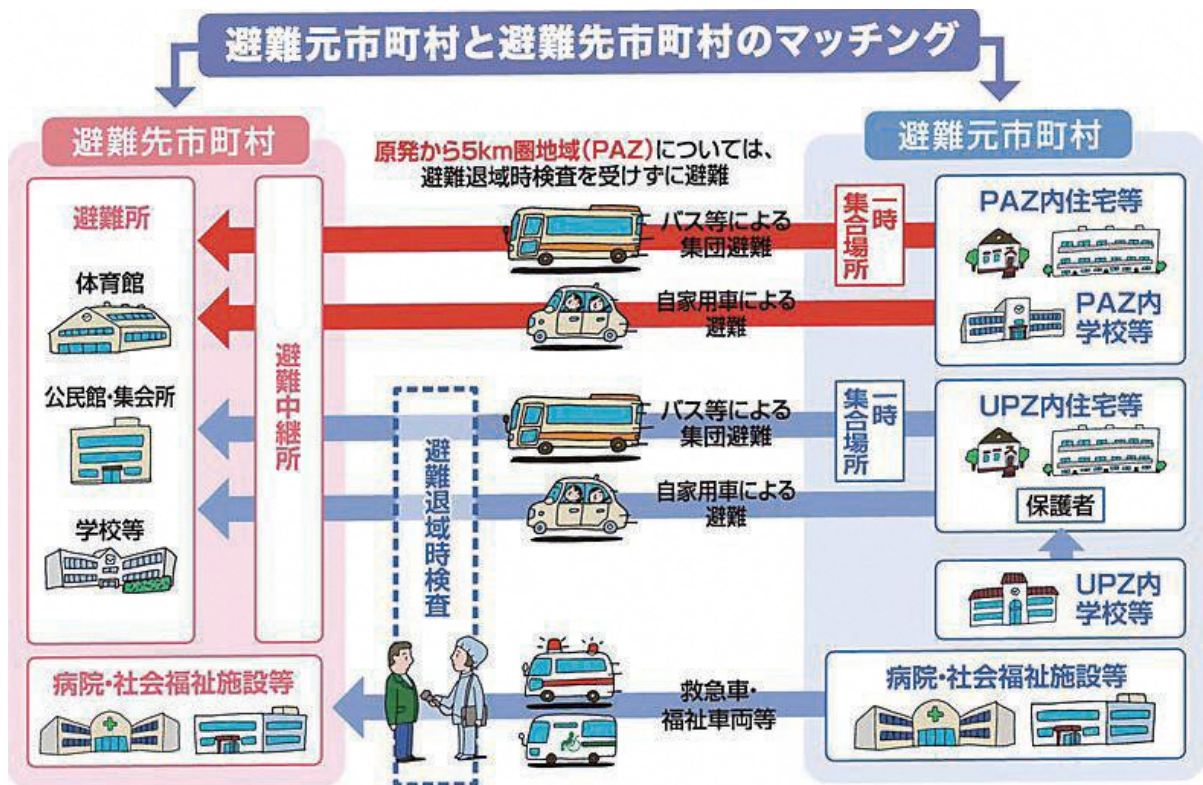 避難元市町村と避難先市町村のマッチング
避難先市町村
避難元市町村
原発から5km圏地域(PAZ)については、
避難退域時検査を受けずに避難
避難所
体育館
公民館・集会所
学校等
避難中継所
バス等による
集団避難
一時
集合場所
PAZ内住宅等
自家用車による
避難
PAZ内
学校等
避難退域時検査
バス等による
集団避難
一時
集合場所
UPZ内住宅等
自家用車による
避難
保護者
UPZ内
学校等
病院・社会福祉施設等
救急車・
福祉車両等
病院・社会福祉施設等